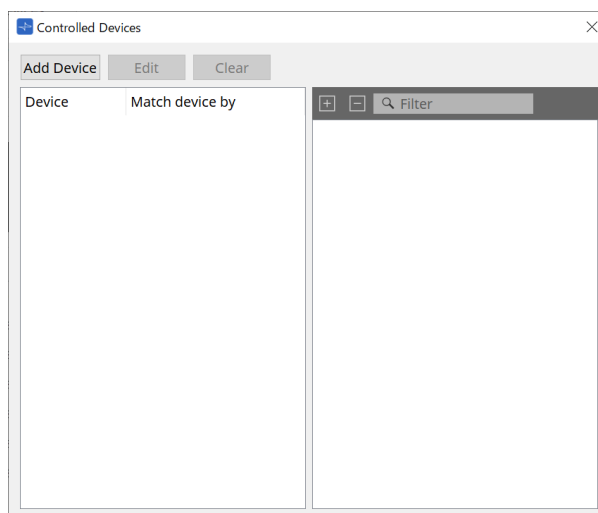 Controlled Devices
Add Device Edit Clear
Device Match device by
Filter